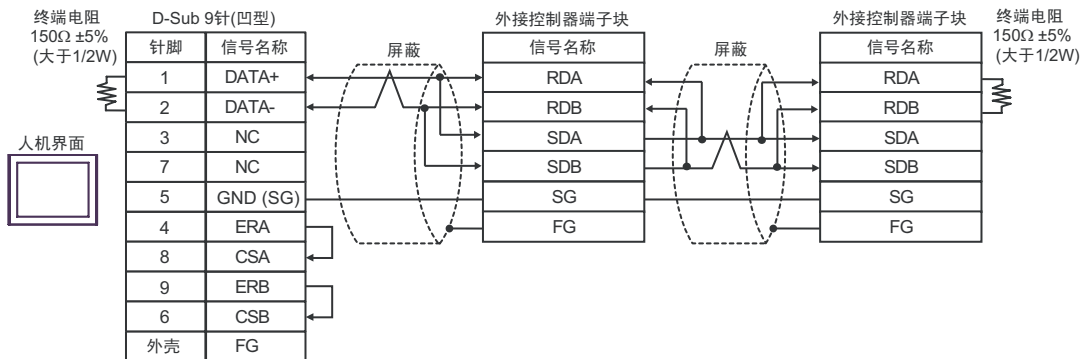 终端电阻
150Ω ±5%
(大于1/2W)
D-Sub 9针(凹型)
针脚 信号名称
1 DATA+
2 DATA-
3 NC
7 NC
5 GND (SG)
4 ERA
8 CSA
9 ERB
6 CSB
外壳 FG
人机界面
屏蔽
外接控制器端子块
信号名称
RDA
RDB
SDA
SDB
SG
FG
屏蔽
外接控制器端子块
信号名称
RDA
RDB
SDA
SDB
SG
FG
终端电阻
150Ω ±5%
(大于1/2W)